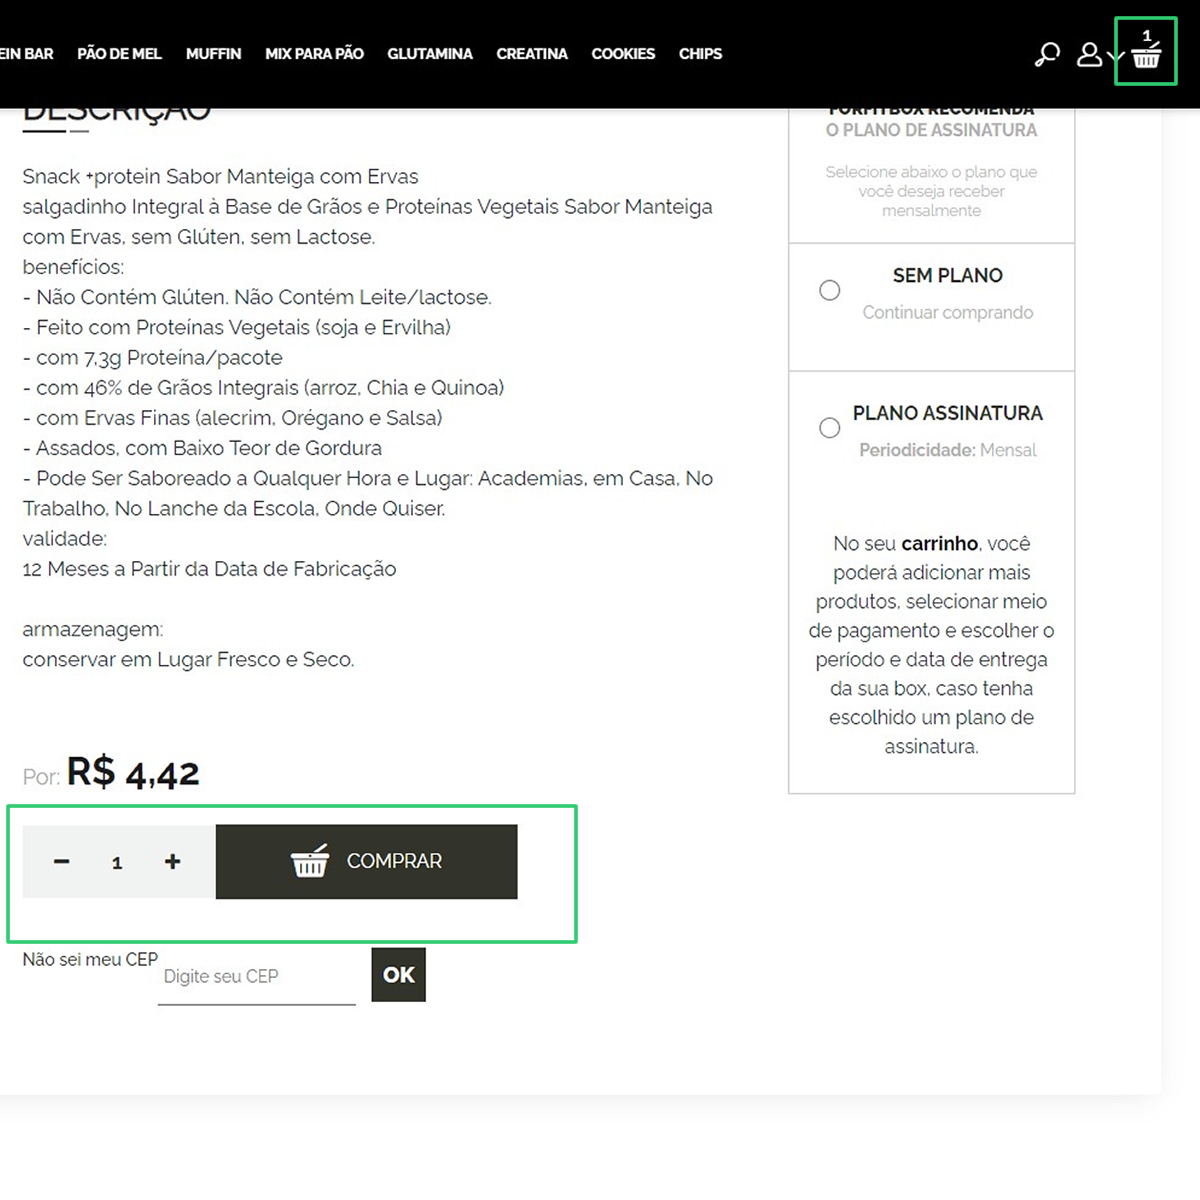 EIN BAR PÃO DE MEL MUFFIN MIX PARA PÃO GLUTAMINA CREATINA COOKIES CHIPS 1
DESCRIÇÃO
Snack +protein Sabor Manteiga com Ervas
salgadinho Integral à Base de Grãos e Proteínas Vegetais Sabor Manteiga
com Ervas, sem Glúten, sem Lactose.
benefícios:
- Não Contém Glúten. Não Contém Leite/lactose.
- Feito com Proteínas Vegetais (soja e Ervilha)
- com 7,3g Proteína/pacote
- com 46% de Grãos Integrais (arroz, Chia e Quinoa)
- com Ervas Finas (alecrim, Orégano e Salsa)
- Assados, com Baixo Teor de Gordura
- Pode Ser Saboreado a Qualquer Hora e Lugar: Academias, em Casa, No
Trabalho, No Lanche da Escola, Onde Quiser.
validade:
12 Meses a Partir da Data de Fabricação
armazenagem:
conservar em Lugar Fresco e Seco.
Por: R$ 4,42
− 1 + COMPRAR
Não sei meu CEP
Digite seu CEP
OK
FORFITBOX RECOMENDA
O PLANO DE ASSINATURA
Selecione abaixo o plano que
você deseja receber
mensalmente
SEM PLANO
Continuar comprando
PLANO ASSINATURA
Periodicidade: Mensal
No seu carrinho, você
poderá adicionar mais
produtos, selecionar meio
de pagamento e escolher o
período e data de entrega
da sua box, caso tenha
escolhido um plano de
assinatura.